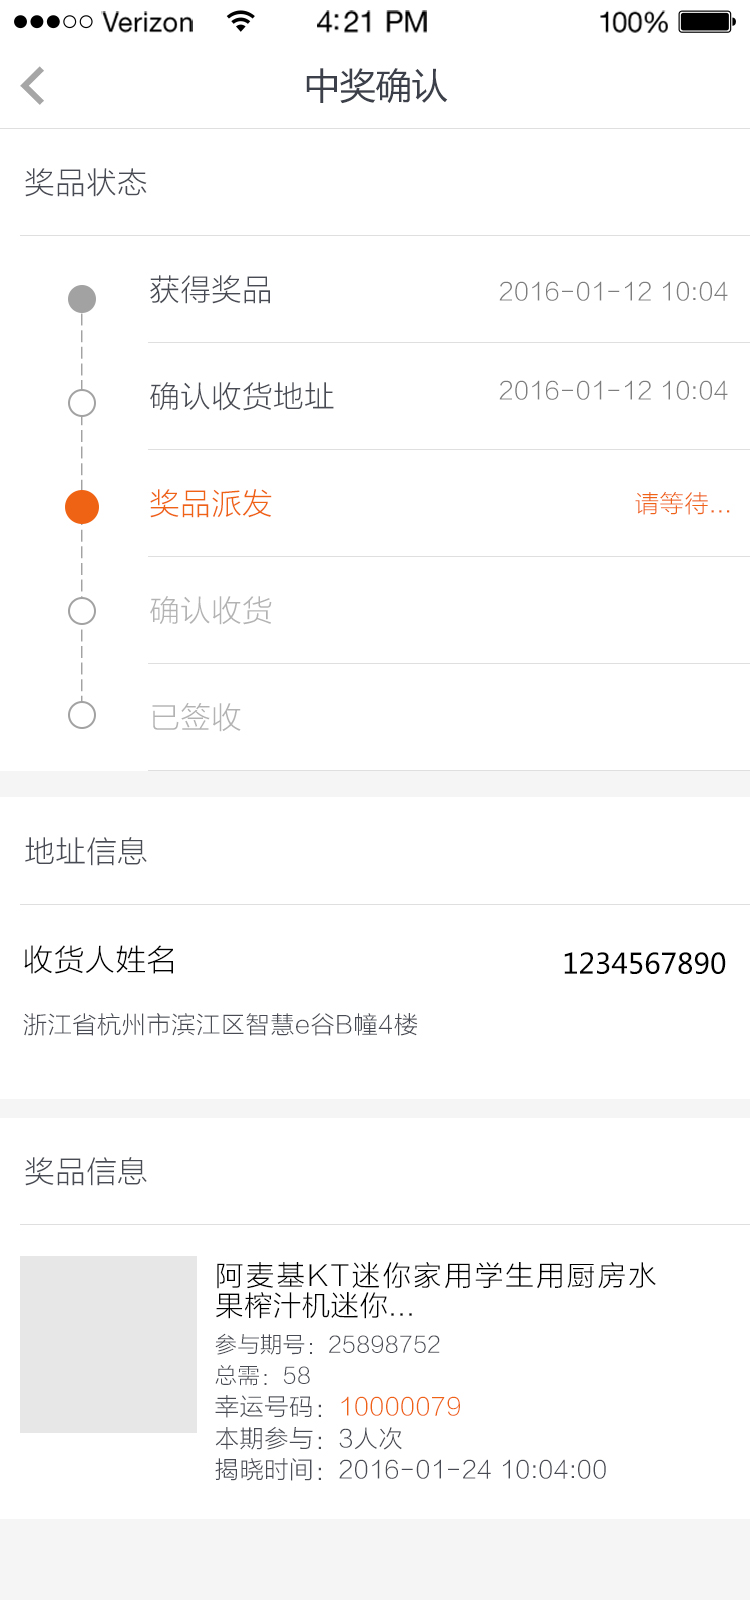 Verizon 4:21 PM 100%
中奖确认
奖品状态
获得奖品 2016-01-12 10:04
确认收货地址 2016-01-12 10:04
奖品派发 请等待...
确认收货
已签收
地址信息
收货人姓名 1234567890
浙江省杭州市滨江区智慧e谷B幢4楼
奖品信息
阿麦基KT迷你家用学生用厨房水
果榨汁机迷你...
参与期号：25898752
总需：58
幸运号码：10000079
本期参与：3人次
揭晓时间：2016-01-24 10:04:00